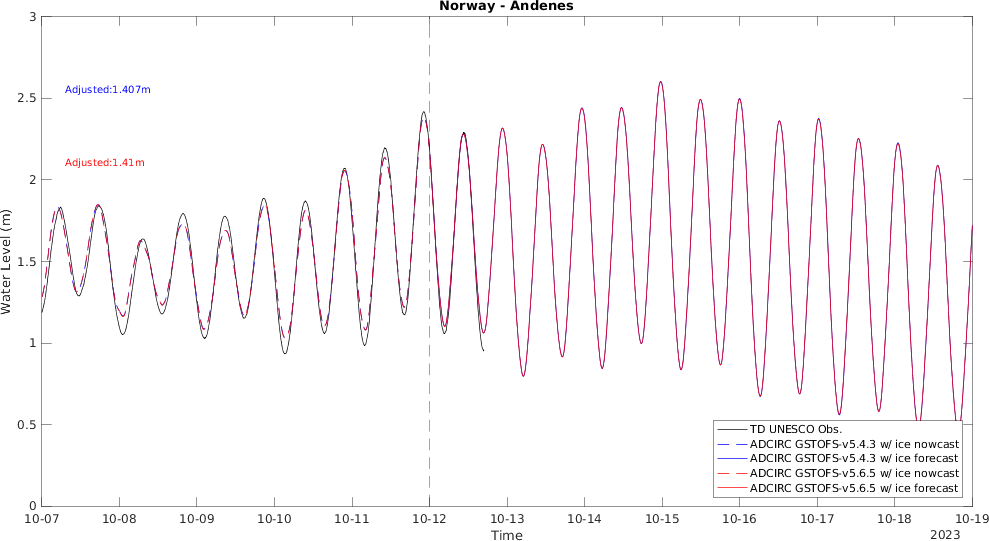 Norway - Andenes
3
2.5
2
1.5
1
0.5
0
Water Level (m)
Adjusted:1.407m
Adjusted:1.41m
TD UNESCO Obs.
ADCIRC GSTOFS-v5.4.3 w/ ice nowcast
ADCIRC GSTOFS-v5.4.3 w/ ice forecast
ADCIRC GSTOFS-v5.6.5 w/ ice nowcast
ADCIRC GSTOFS-v5.6.5 w/ ice forecast
10-07 10-08 10-09 10-10 10-11 10-12 10-13 10-14 10-15 10-16 10-17 10-18 10-19
Time
2023